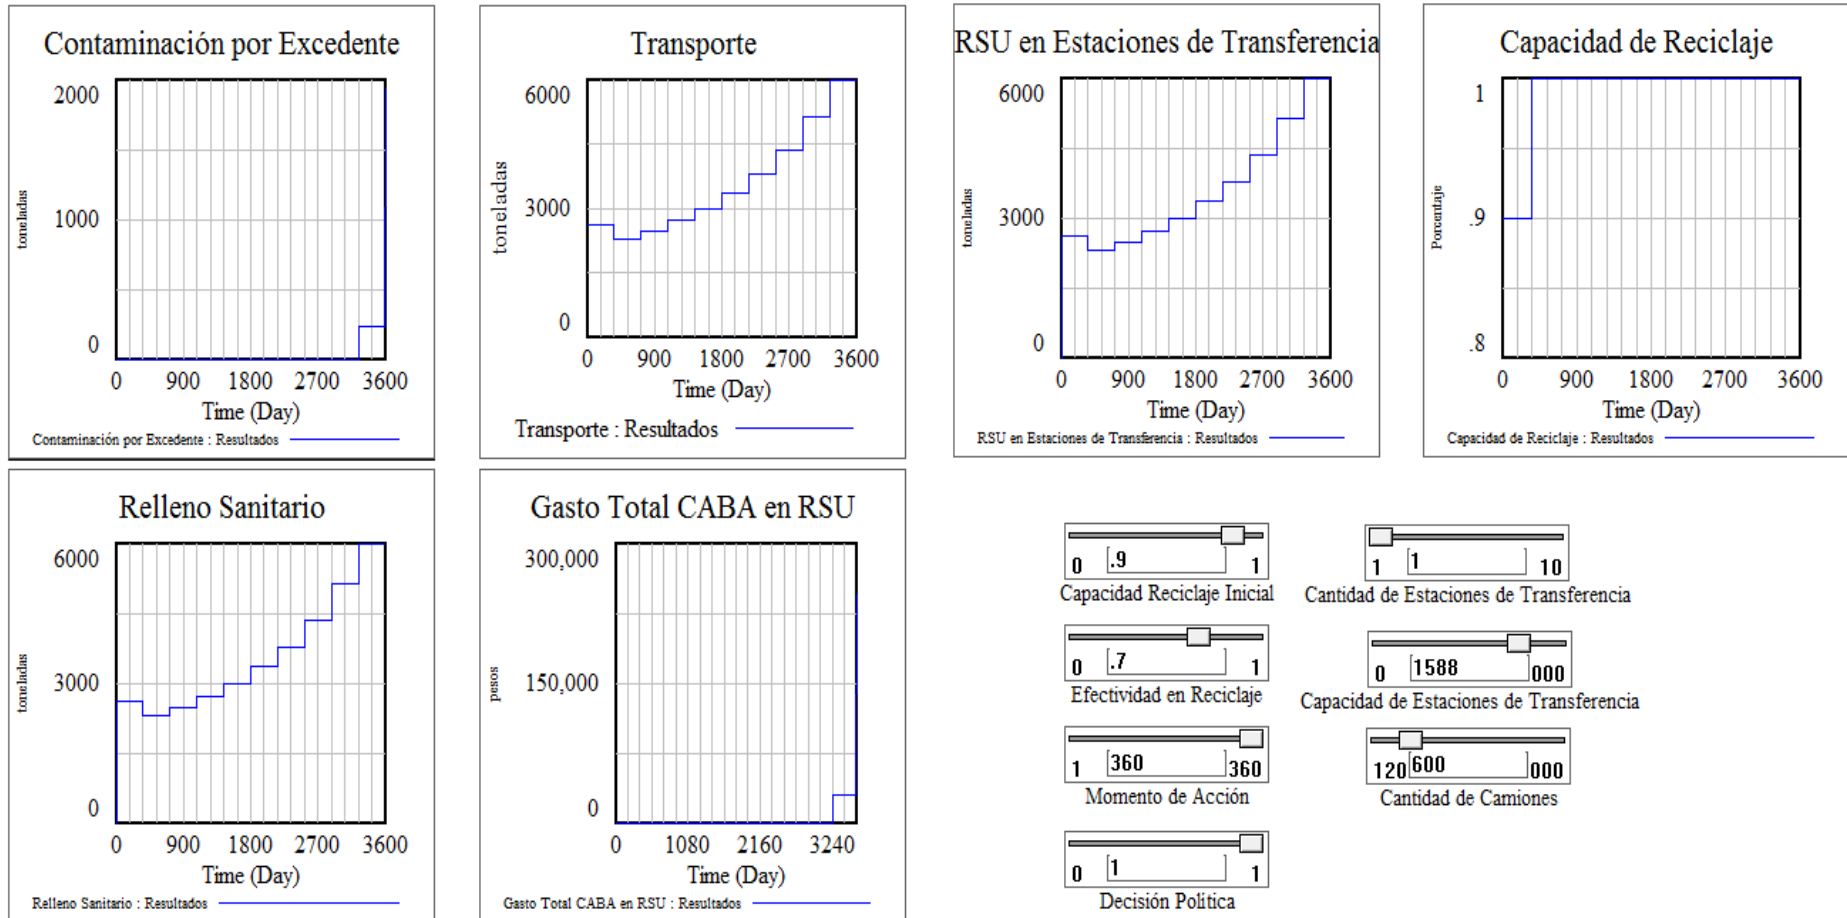 Contaminación por Excedente
2000
1000
0
toneladas
0 900 1800 2700 3600
Time (Day)
Contaminación por Excedente : Resultados
Transporte
6000
3000
0
toneladas
0 900 1800 2700 3600
Time (Day)
Transporte : Resultados
RSU en Estaciones de Transferencia
6000
3000
0
toneladas
0 900 1800 2700 3600
Time (Day)
RSU en Estaciones de Transferencia : Resultados
Capacidad de Reciclaje
1
.9
.8
Porcentaje
0 900 1800 2700 3600
Time (Day)
Capacidad de Reciclaje : Resultados
Relleno Sanitario
6000
3000
0
toneladas
0 900 1800 2700 3600
Time (Day)
Relleno Sanitario : Resultados
Gasto Total CABA en RSU
300,000
150,000
0
pesos
0 1080 2160 3240
Time (Day)
Gasto Total CABA en RSU : Resultados
0 .9 1
Capacidad Reciclaje Inicial
1 1 10
Cantidad de Estaciones de Transferencia
0 .7 1
Efectividad en Reciclaje
0 1588 000
Capacidad de Estaciones de Transferencia
1 360 360
Momento de Acción
120 600 000
Cantidad de Camiones
0 1 1
Decisión Política